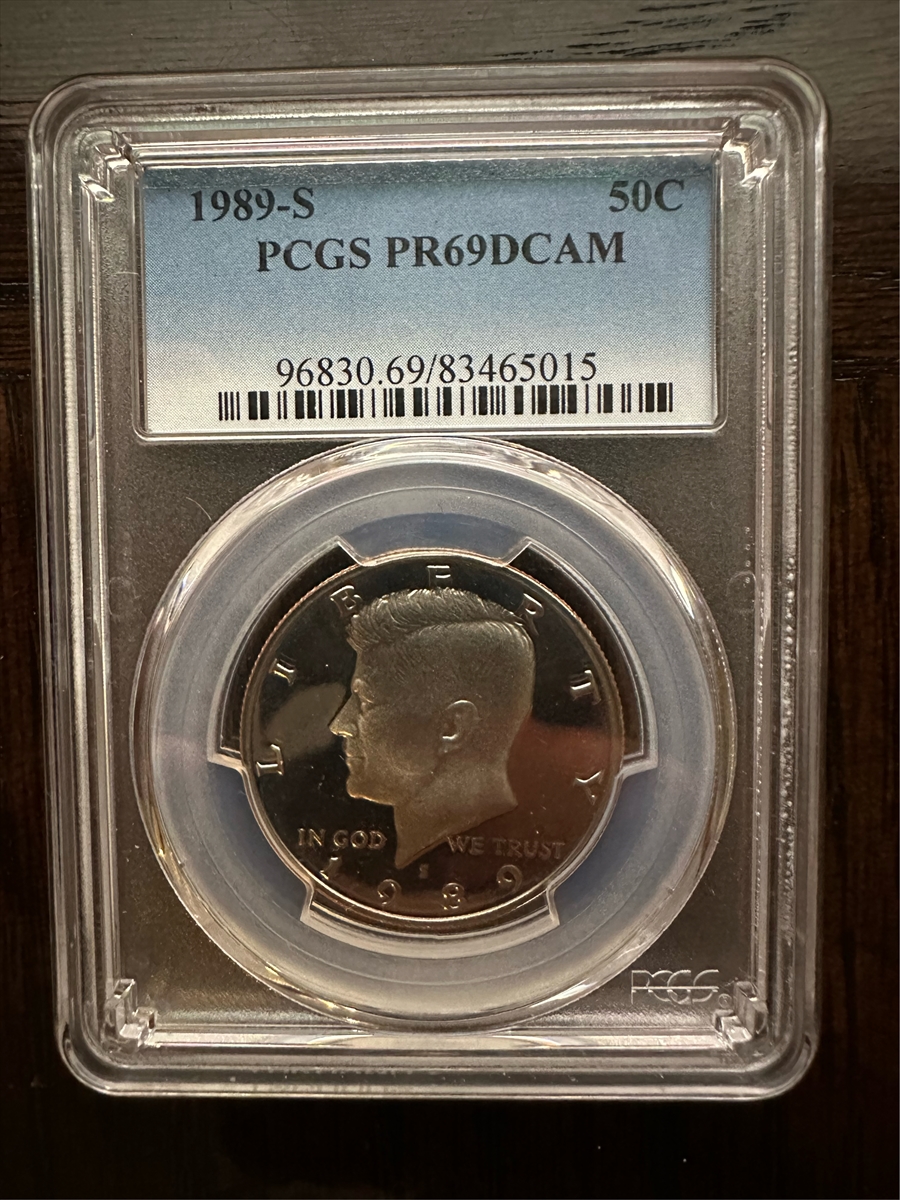 1989-S 50C
PCGS PR69DCAM
96830.69/83465015
LIBERTY
IN GOD WE TRUST
S
1989
PCGS